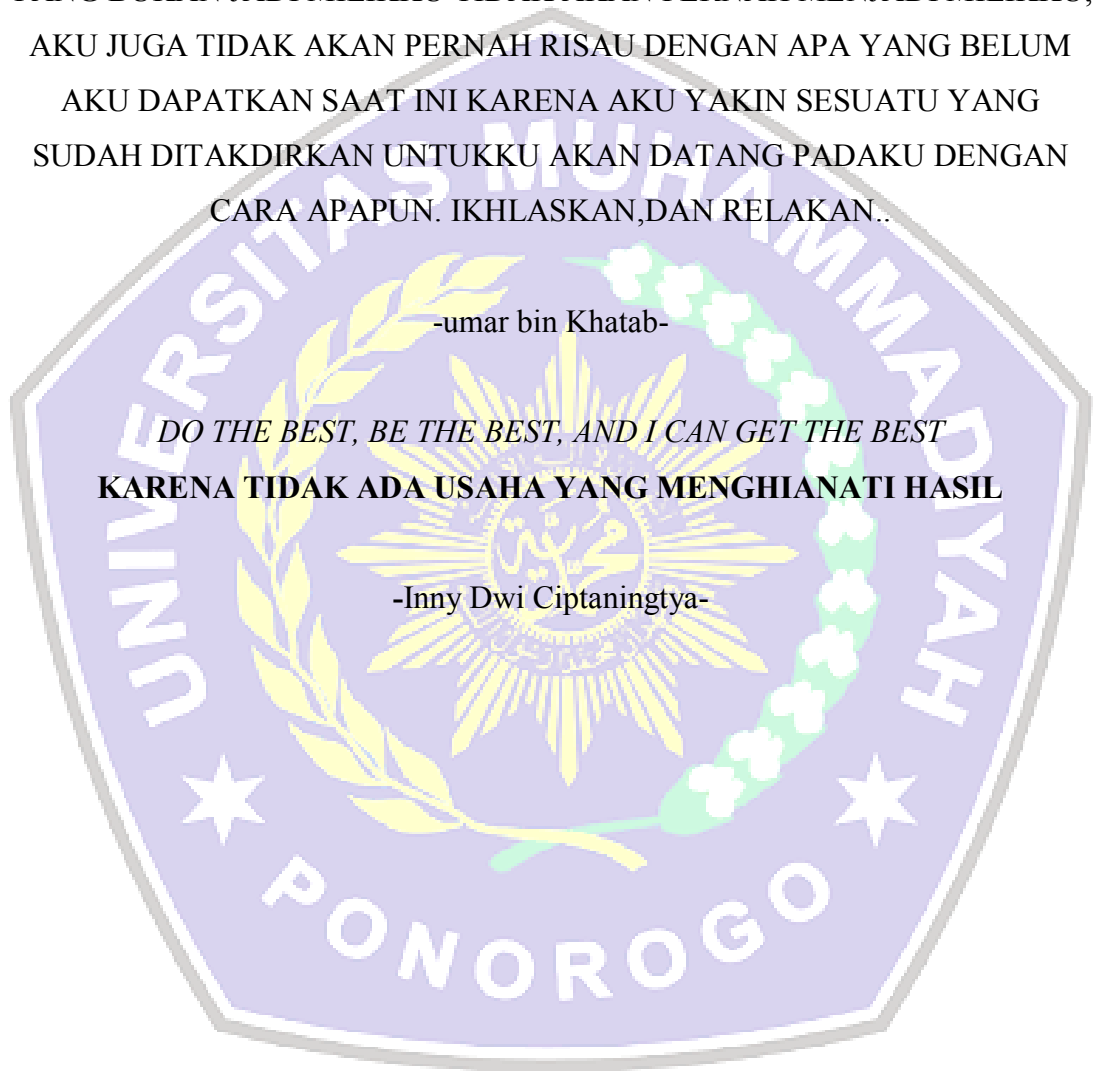 AKU JUGA TIDAK AKAN PERNAH RISAU DENGAN APA YANG BELUM
AKU DAPATKAN SAAT INI KARENA AKU YAKIN SESUATU YANG
SUDAH DITAKDIRKAN UNTUKKU AKAN DATANG PADAKU DENGAN
CARA APAPUN. IKHLASKAN,DAN RELAKAN..
-umar bin Khatab-
DO THE BEST, BE THE BEST, AND I CAN GET THE BEST
KARENA TIDAK ADA USAHA YANG MENGHIANATI HASIL
-Inny Dwi Ciptaningtya-
UNIVERSITAS MUHAMMADIYAH
PONOROGO
محمدية